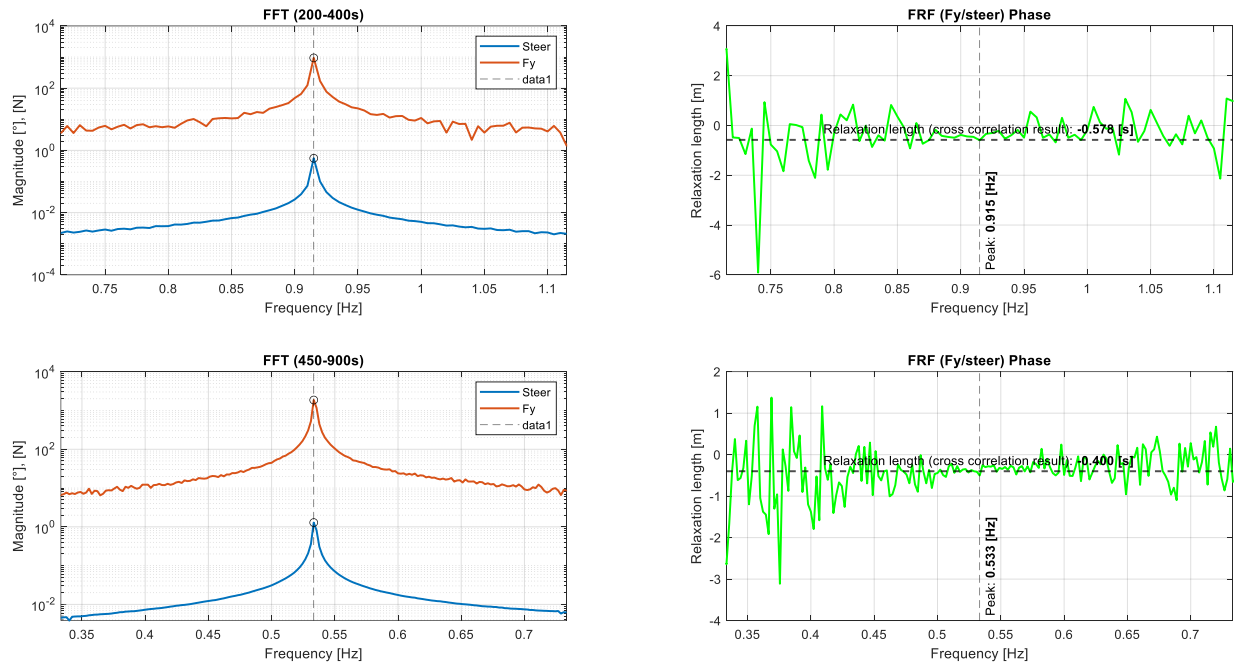 FFT (200-400s)
10^4
10^2
10^0
10^-2
10^-4
Magnitude [°]. [N]
Steer
Fy
data1
0.75 0.8 0.85 0.9 0.95 1 1.05 1.1
Frequency [Hz]
FRF (Fy/steer) Phase
4
2
0
-2
-4
-6
Relaxation length [m]
Relaxation length (cross correlation result): -0.578 [s]
Peak: 0.915 [Hz]
0.75 0.8 0.85 0.9 0.95 1 1.05 1.1
Frequency [Hz]
FFT (450-900s)
10^4
10^2
10^0
10^-2
Magnitude [°]. [N]
Steer
Fy
data1
0.35 0.4 0.45 0.5 0.55 0.6 0.65 0.7
Frequency [Hz]
FRF (Fy/steer) Phase
2
1
0
-1
-2
-3
-4
Relaxation length [m]
Relaxation length (cross correlation result): -0.400 [s]
Peak: 0.533 [Hz]
0.35 0.4 0.45 0.5 0.55 0.6 0.65 0.7
Frequency [Hz]